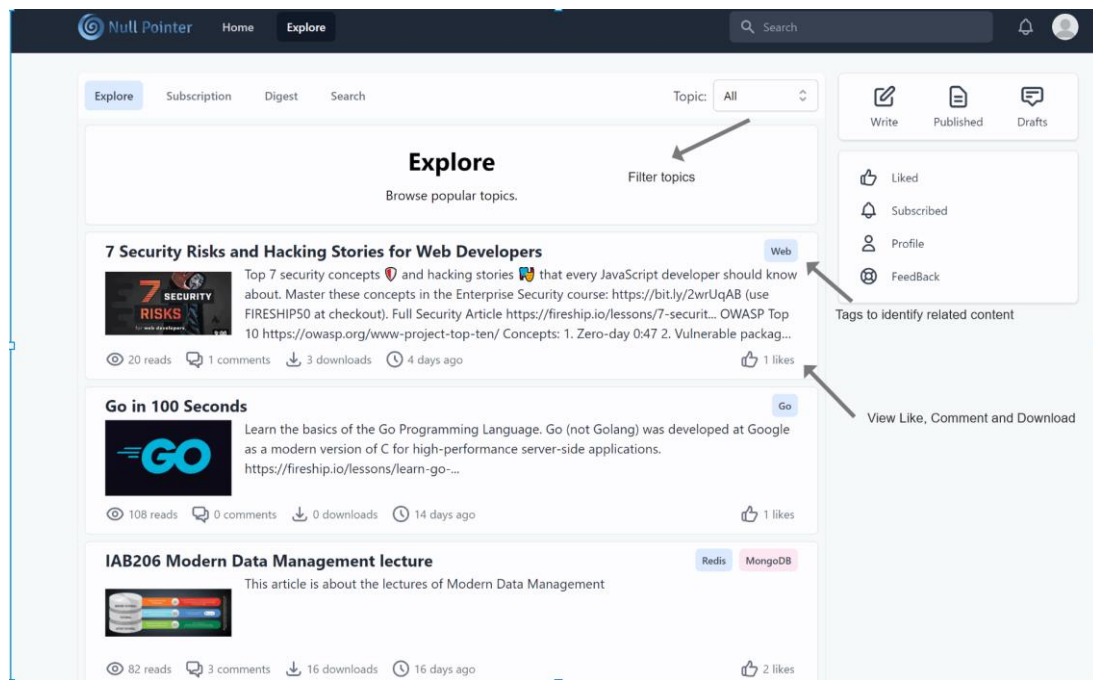 Null Pointer
Home
Explore
Search
Explore
Subscription
Digest
Search
Topic: All
Write
Published
Drafts
Explore
Browse popular topics.
Filter topics
Liked
Subscribed
Profile
FeedBack
7 Security Risks and Hacking Stories for Web Developers
Web
7 SECURITY
RISKS
for web developers
9:00
Top 7 security concepts 🛡 and hacking stories that every JavaScript developer should know
about. Master these concepts in the Enterprise Security course: https://bit.ly/2wrUqAB (use
FIRESHIP50 at checkout). Full Security Article https://fireship.io/lessons/7-securit... OWASP Top
10 https://owasp.org/www-project-top-ten/ Concepts: 1. Zero-day 0:47 2. Vulnerable packag...
20 reads
1 comments
3 downloads
4 days ago
1 likes
Tags to identify related content
View Like, Comment and Download
Go in 100 Seconds
Go
GO
Learn the basics of the Go Programming Language. Go (not Golang) was developed at Google
as a modern version of C for high-performance server-side applications.
https://fireship.io/lessons/learn-go-...
108 reads
0 comments
0 downloads
14 days ago
1 likes
IAB206 Modern Data Management lecture
Redis
MongoDB
This article is about the lectures of Modern Data Management
82 reads
3 comments
16 downloads
16 days ago
2 likes